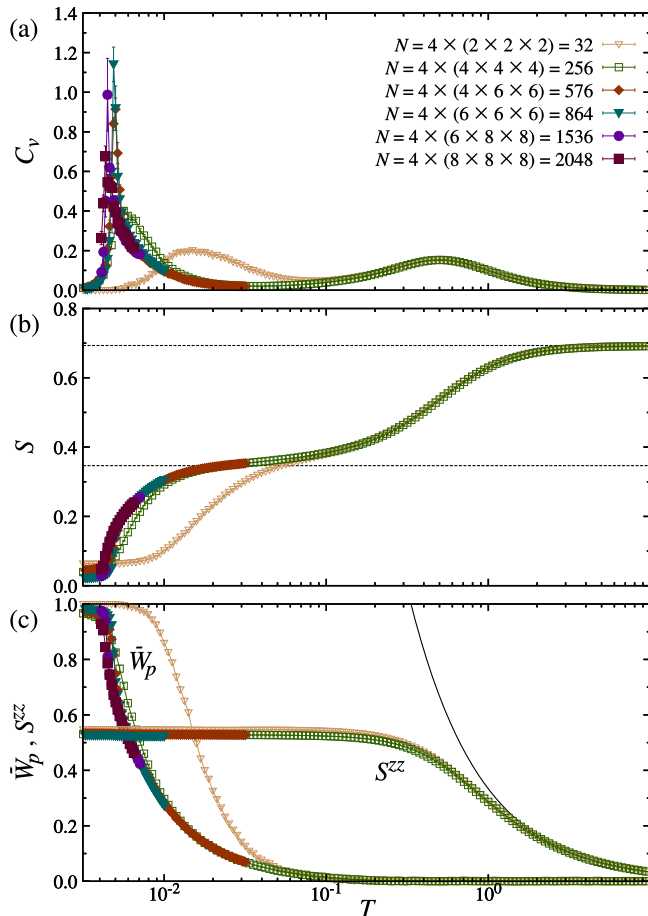 (a)
1.4
1.2
1.0
0.8
0.6
0.4
0.2
0.0
C_v
N = 4 × (2 × 2 × 2) = 32
N = 4 × (4 × 4 × 4) = 256
N = 4 × (4 × 6 × 6) = 576
N = 4 × (6 × 6 × 6) = 864
N = 4 × (6 × 8 × 8) = 1536
N = 4 × (8 × 8 × 8) = 2048
(b)
0.8
0.6
0.4
0.2
0.0
S
(c)
1.0
0.8
0.6
0.4
0.2
0.0
W̄_p , S^{zz}
W̄_p
S^{zz}
10^{-2} 10^{-1} 10^{0}
T